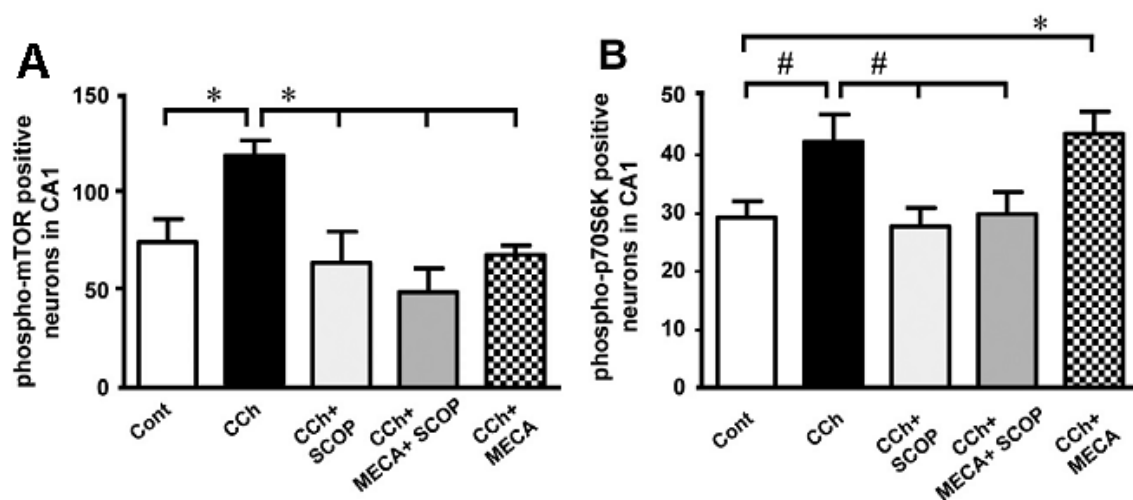 A
phospho-mTOR positive
neurons in CA1
150
100
50
0
* *
Cont
CCh
CCh+
SCOP
CCh+
MECA+ SCOP
CCh+
MECA
B
phospho-p70S6K positive
neurons in CA1
50
40
30
20
10
0
*
# #
Cont
CCh
CCh+
SCOP
CCh+
MECA+ SCOP
CCh+
MECA